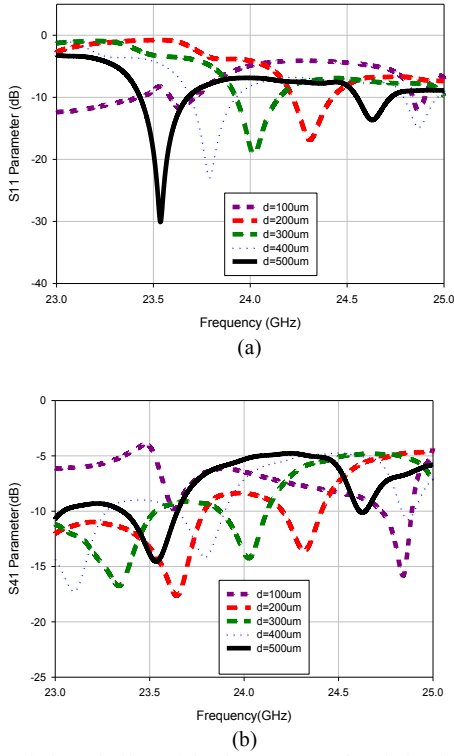 S11 Parameter (dB)
0
-10
-20
-30
-40
d=100um
d=200um
d=300um
d=400um
d=500um
23.0 23.5 24.0 24.5 25.0
Frequency (GHz)
(a)
S41 Parameter(dB)
0
-5
-10
-15
-20
-25
d=100um
d=200um
d=300um
d=400um
d=500um
23.0 23.5 24.0 24.5 25.0
Frequency(GHz)
(b)